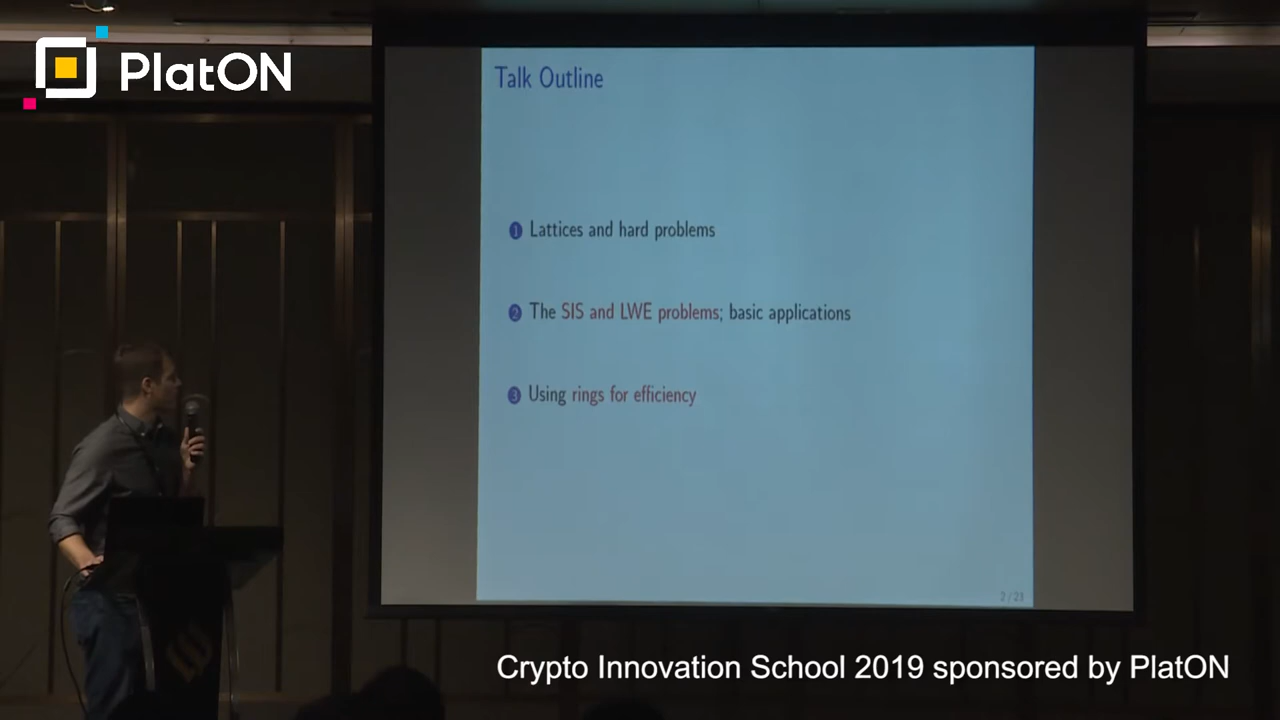 PlatON
Talk Outline
1 Lattices and hard problems
2 The SIS and LWE problems; basic applications
3 Using rings for efficiency
2 / 23
Crypto Innovation School 2019 sponsored by PlatON